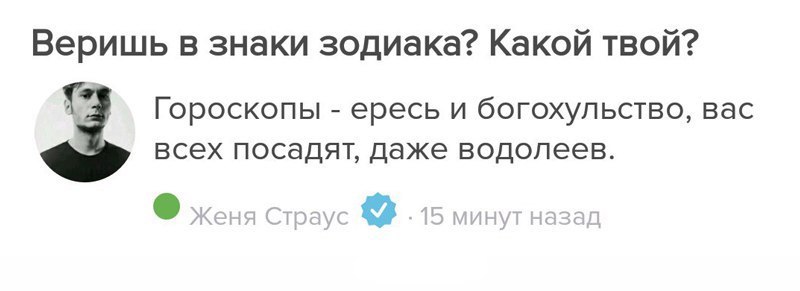 Веришь в знаки зодиака? Какой твой?
Гороскопы - ересь и богохульство, вас
всех посадят, даже водолеев.
Женя Страус · 15 минут назад